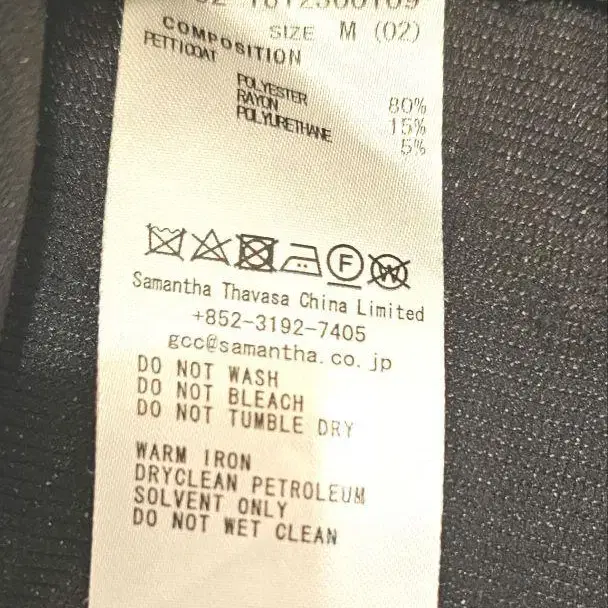 SIZE M (02)
COMPOSITION
PETTICOAT
POLYESTER 80%
RAYON 15%
POLYURETHANE 5%
F W
Samantha Thavasa China Limited
+852-3192-7405
gcc@samantha.co.jp
DO NOT WASH
DO NOT BLEACH
DO NOT TUMBLE DRY
WARM IRON
DRYCLEAN PETROLEUM
SOLVENT ONLY
DO NOT WET CLEAN